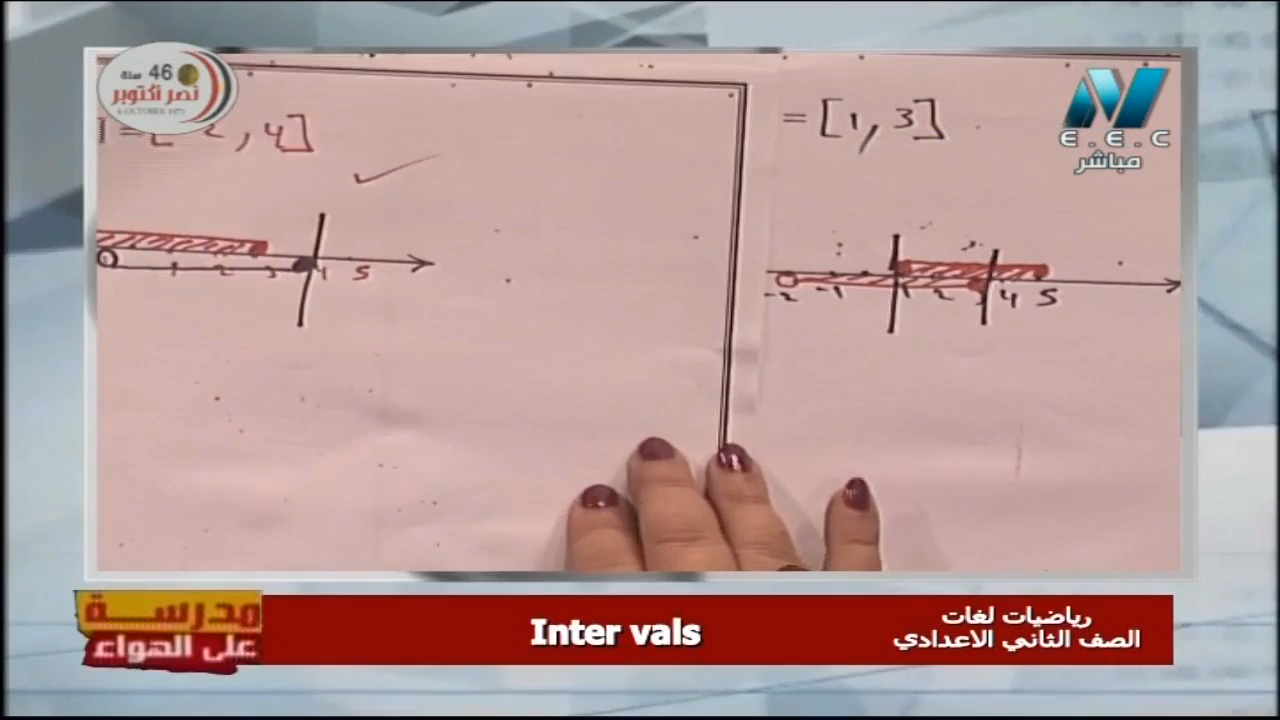 46 سنة
نصر أكتوبر
6 OCTOBER 1973
E.E.C
مباشر
, 4]
= [1, 3]
1 2 3 4 5
-2 -1 1 2 3 4 5
مدرسة
على الهواء
Inter vals
رياضيات لغات
الصف الثاني الاعدادي